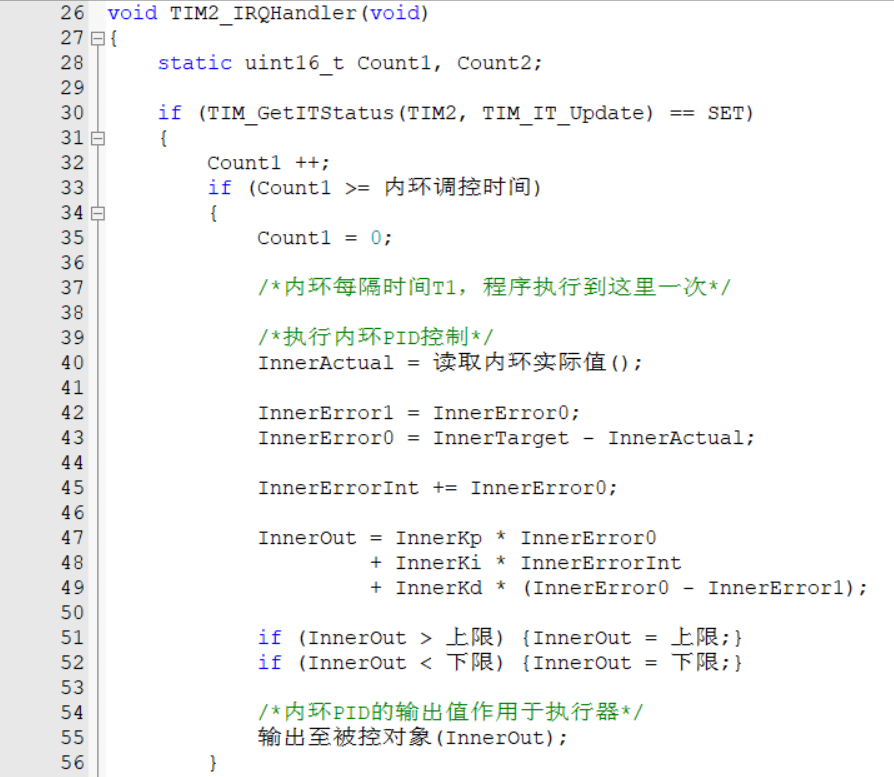 26 void TIM2_IRQHandler(void)
27 {
28     static uint16_t Count1, Count2;
29
30     if (TIM_GetITStatus(TIM2, TIM_IT_Update) == SET)
31     {
32         Count1 ++;
33         if (Count1 >= 内环调控时间)
34         {
35             Count1 = 0;
36
37             /*内环每隔时间T1，程序执行到这里一次*/
38
39             /*执行内环PID控制*/
40             InnerActual = 读取内环实际值();
41
42             InnerError1 = InnerError0;
43             InnerError0 = InnerTarget - InnerActual;
44
45             InnerErrorInt += InnerError0;
46
47             InnerOut = InnerKp * InnerError0
48                      + InnerKi * InnerErrorInt
49                      + InnerKd * (InnerError0 - InnerError1);
50
51             if (InnerOut > 上限) {InnerOut = 上限;}
52             if (InnerOut < 下限) {InnerOut = 下限;}
53
54             /*内环PID的输出值作用于执行器*/
55             输出至被控对象(InnerOut);
56         }